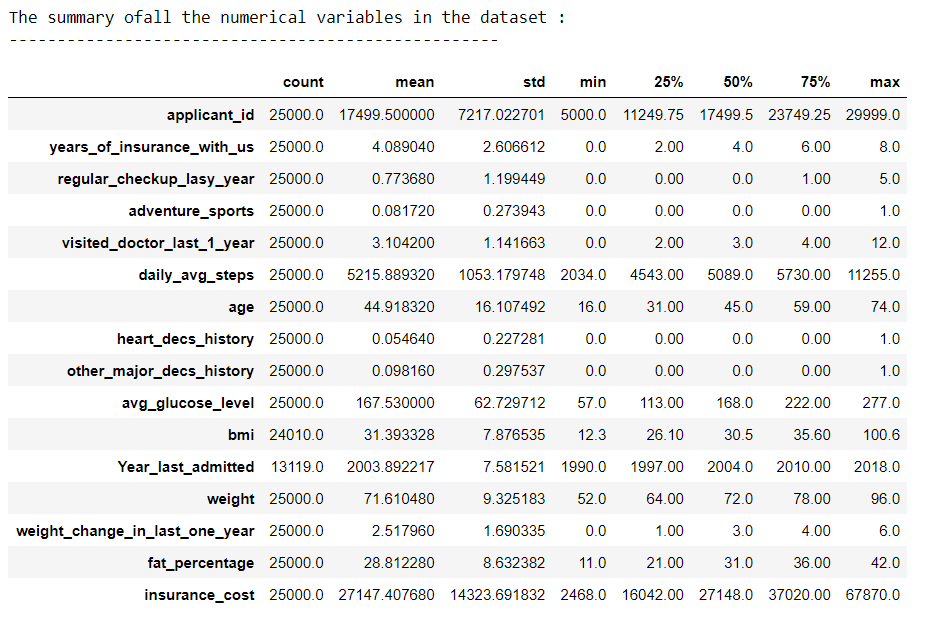 The summary ofall the numerical variables in the dataset :
---------------------------------------------------
count mean std min 25% 50% 75% max
applicant_id 25000.0 17499.500000 7217.022701 5000.0 11249.75 17499.5 23749.25 29999.0
years_of_insurance_with_us 25000.0 4.089040 2.606612 0.0 2.00 4.0 6.00 8.0
regular_checkup_lasy_year 25000.0 0.773680 1.199449 0.0 0.00 0.0 1.00 5.0
adventure_sports 25000.0 0.081720 0.273943 0.0 0.00 0.0 0.00 1.0
visited_doctor_last_1_year 25000.0 3.104200 1.141663 0.0 2.00 3.0 4.00 12.0
daily_avg_steps 25000.0 5215.889320 1053.179748 2034.0 4543.00 5089.0 5730.00 11255.0
age 25000.0 44.918320 16.107492 16.0 31.00 45.0 59.00 74.0
heart_decs_history 25000.0 0.054640 0.227281 0.0 0.00 0.0 0.00 1.0
other_major_decs_history 25000.0 0.098160 0.297537 0.0 0.00 0.0 0.00 1.0
avg_glucose_level 25000.0 167.530000 62.729712 57.0 113.00 168.0 222.00 277.0
bmi 24010.0 31.393328 7.876535 12.3 26.10 30.5 35.60 100.6
Year_last_admitted 13119.0 2003.892217 7.581521 1990.0 1997.00 2004.0 2010.00 2018.0
weight 25000.0 71.610480 9.325183 52.0 64.00 72.0 78.00 96.0
weight_change_in_last_one_year 25000.0 2.517960 1.690335 0.0 1.00 3.0 4.00 6.0
fat_percentage 25000.0 28.812280 8.632382 11.0 21.00 31.0 36.00 42.0
insurance_cost 25000.0 27147.407680 14323.691832 2468.0 16042.00 27148.0 37020.00 67870.0